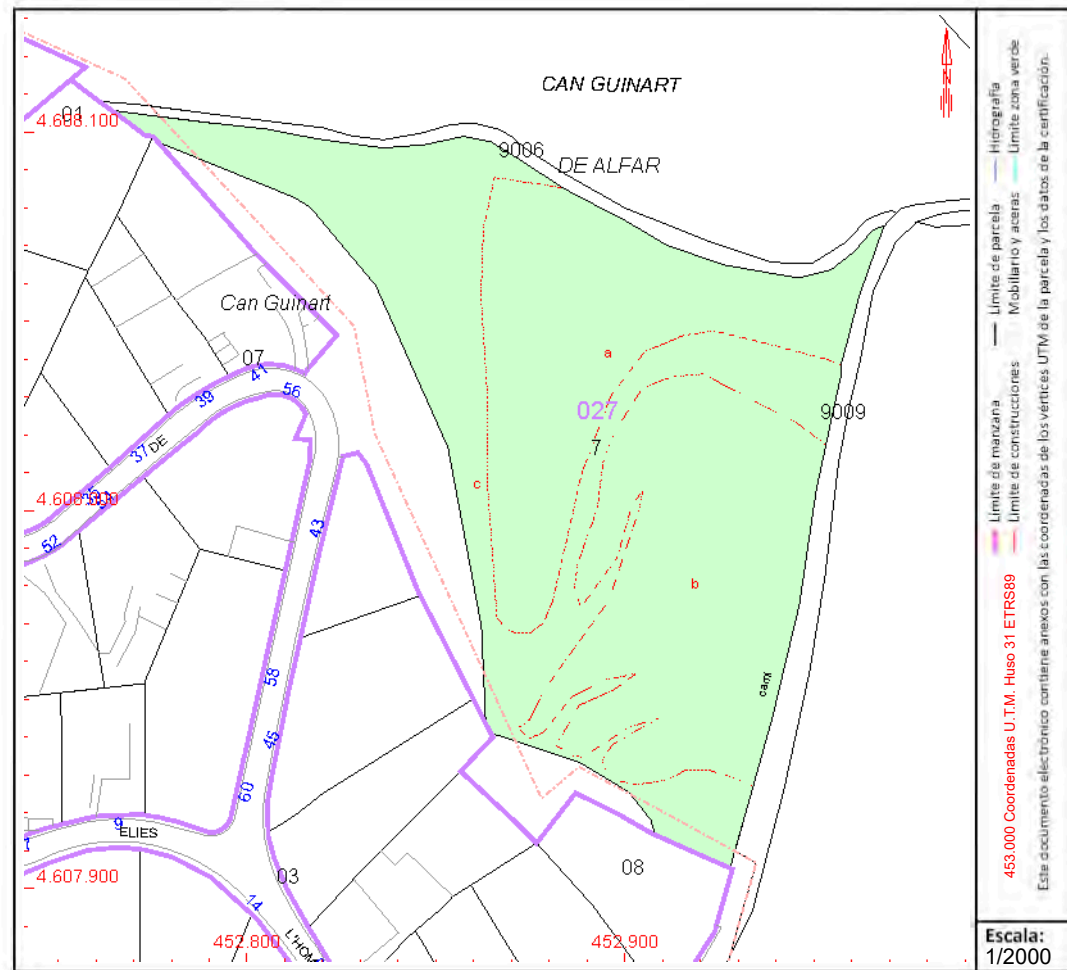 CAN GUINART
N
01
4.608.100
9006
DE ALFAR
Can Guinart
07
41
56
39
a
027
7
9009
37
DE
c
52
43
b
58
Camí
45
60
9
ELIES
08
03
4.607.900
14
452.800
452.900
L'HOM
Límite de manzana
Límite de parcela
Hidrografía
Límite de construcciones
Mobiliario y aceras
Límite zona verde
453.000 Coordenadas U.T.M. Huso 31 ETRS89
Este documento electrónico contiene anexos con las coordenadas de los vértices UTM de la parcela y los datos de la certificación.
Escala:
1/2000